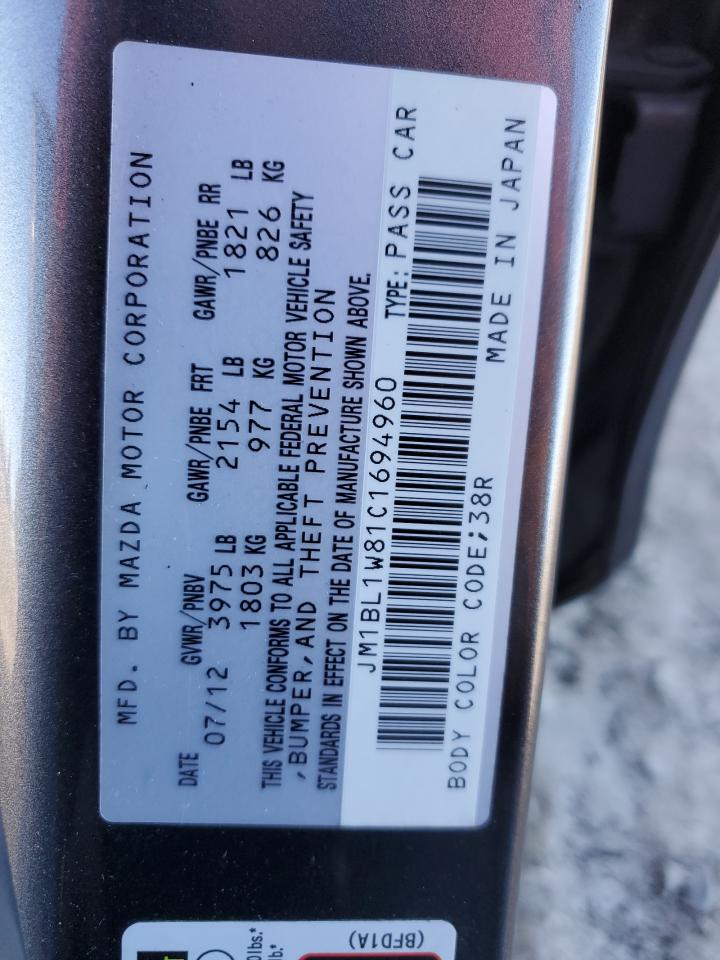 MFD. BY MAZDA MOTOR CORPORATION
DATE GVWR/PNBV GAWR/PNBE FRT GAWR/PNBE RR
07/12 3975 LB 2154 LB 1821 LB
1803 KG 977 KG 826 KG
THIS VEHICLE CONFORMS TO ALL APPLICABLE FEDERAL MOTOR VEHICLE SAFETY
,BUMPER,AND THEFT PREVENTION
STANDARDS IN EFFECT ON THE DATE OF MANUFACTURE SHOWN ABOVE.
JM1BL1W81C1694960 TYPE: PASS CAR
BODY COLOR CODE;38R MADE IN JAPAN
(BFD1A)
lbs.*
lb.*